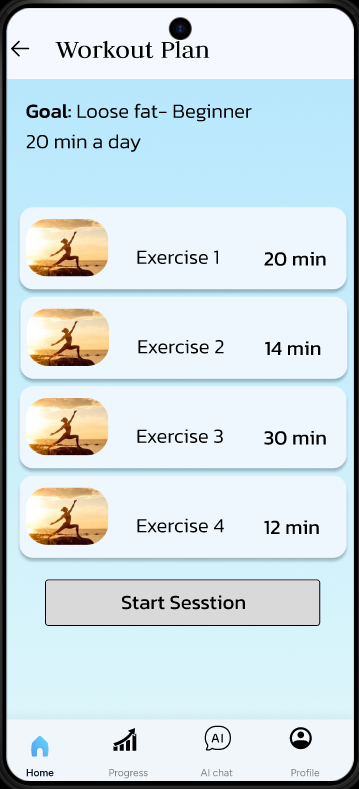 Workout Plan
Goal: Loose fat- Beginner
20 min a day
Exercise 1 20 min
Exercise 2 14 min
Exercise 3 30 min
Exercise 4 12 min
Start Sesstion
AI
Home Progress AI chat Profile